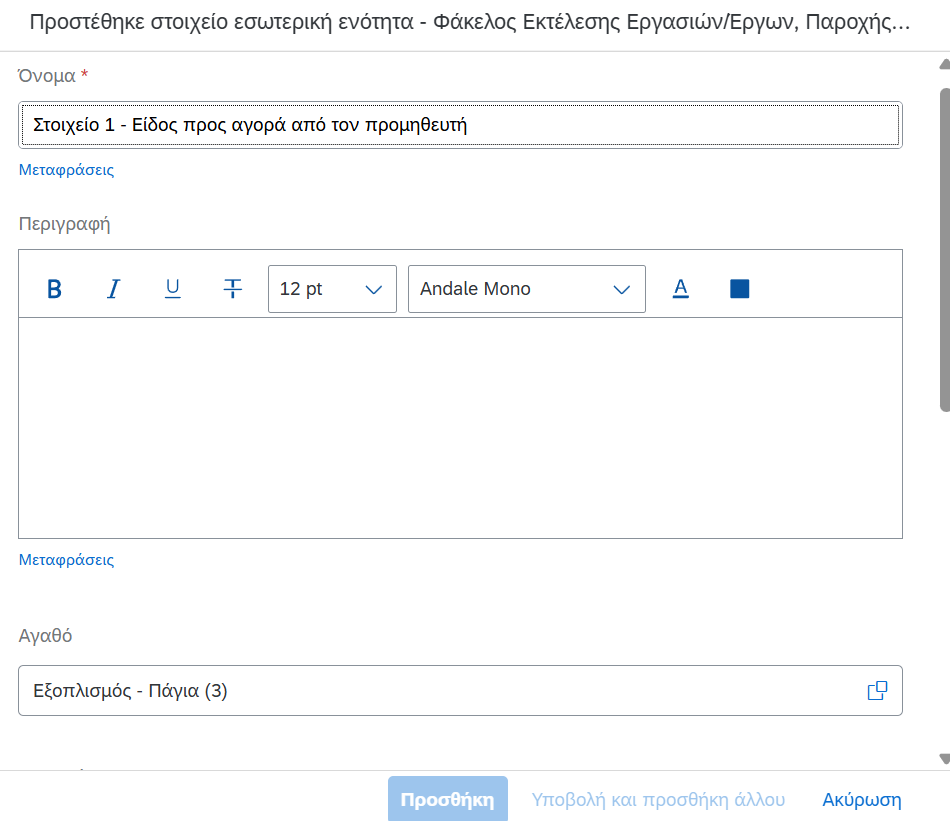 Προστέθηκε στοιχείο εσωτερική ενότητα - Φάκελος Εκτέλεσης Εργασιών/Έργων, Παροχής...
Όνομα *
Στοιχείο 1 - Είδος προς αγορά από τον προμηθευτή
Μεταφράσεις
Περιγραφή
B I U T 12 pt Andale Mono A
Μεταφράσεις
Αγαθό
Εξοπλισμός - Πάγια (3)
Προσθήκη Υποβολή και προσθήκη άλλου Ακύρωση